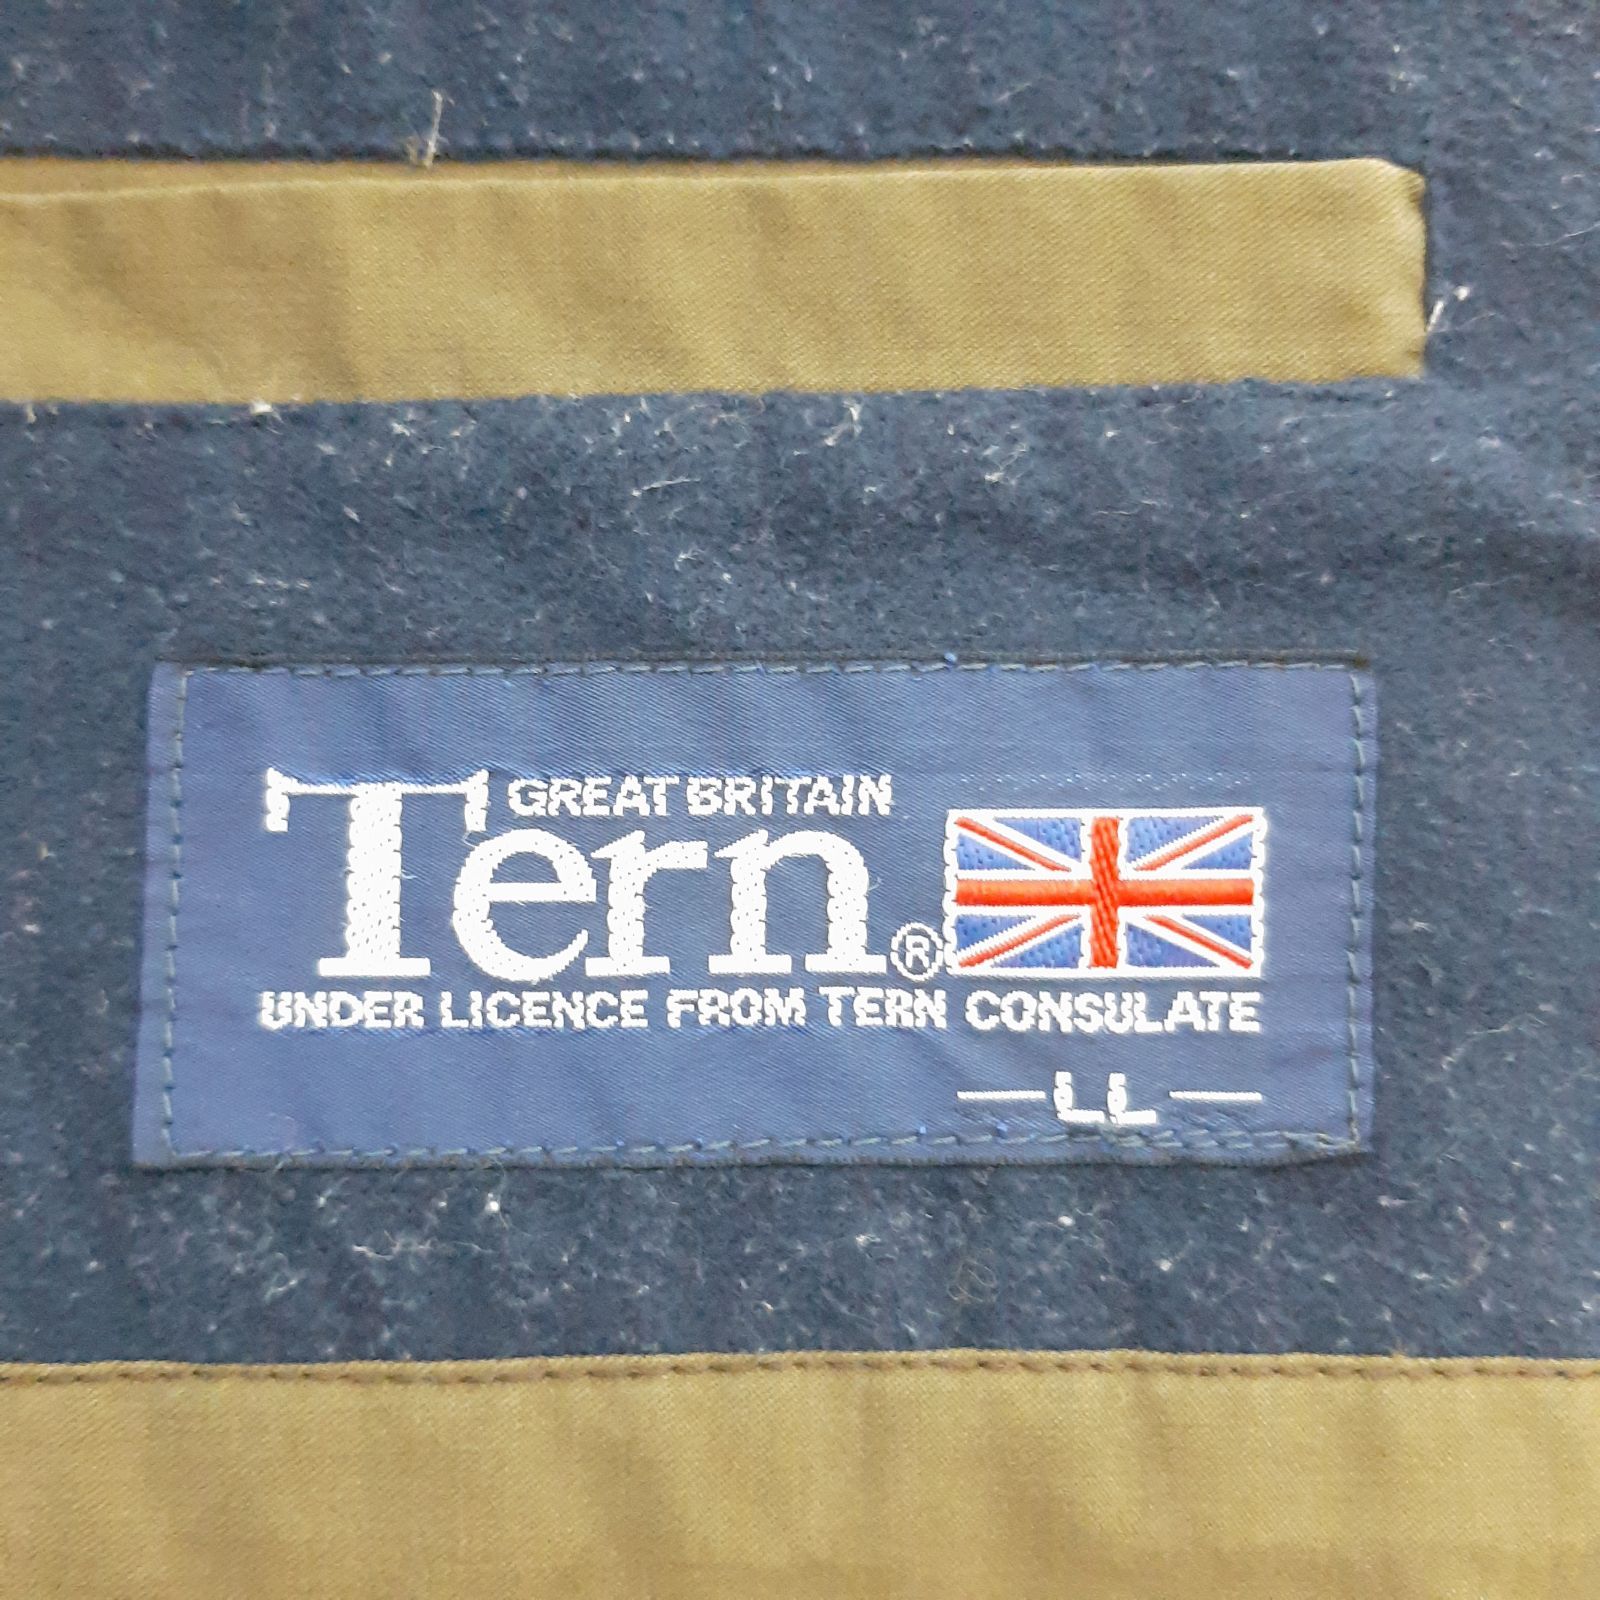 GREAT BRITAIN
Tern®
UNDER LICENCE FROM TERN CONSULATE
LL